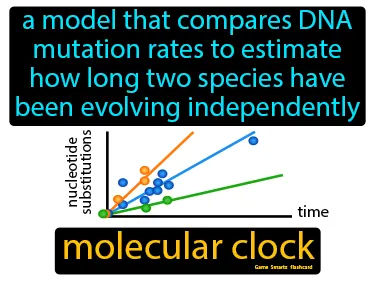 a model that compares DNA
mutation rates to estimate
how long two species have
been evolving independently
nucleotide
substitutions
time
molecular clock
Game Smartz flashcard